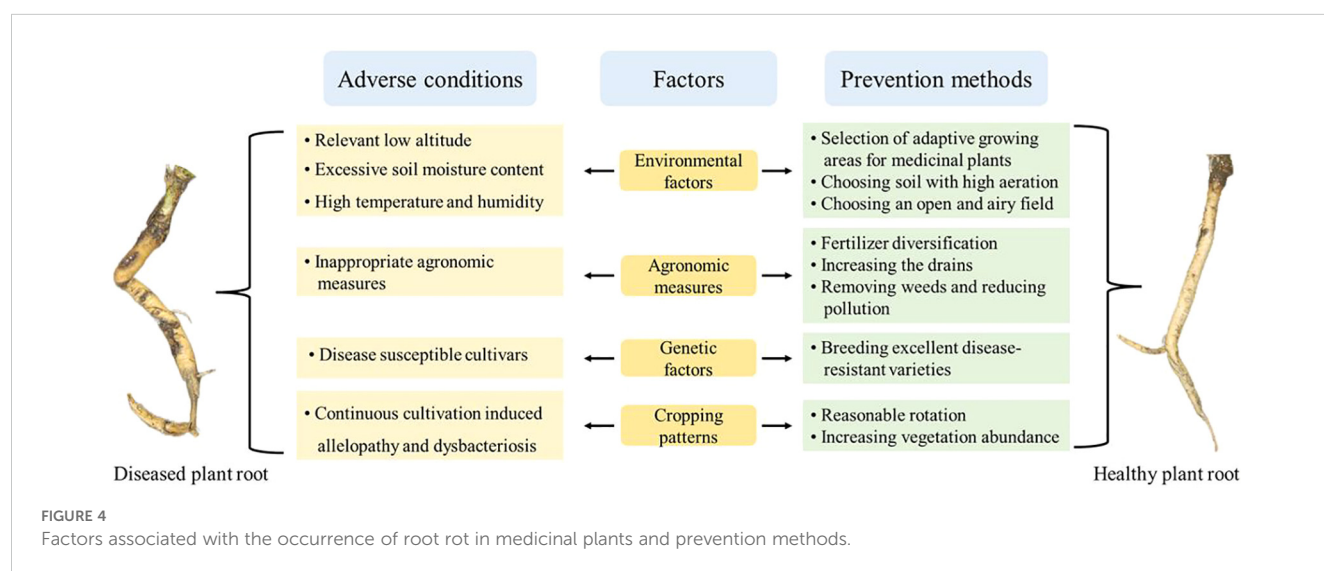 Adverse conditions
Factors
Prevention methods
• Relevant low altitude
• Excessive soil moisture content
• High temperature and humidity
Environmental
factors
• Selection of adaptive growing
areas for medicinal plants
• Choosing soil with high aeration
• Choosing an open and airy field
• Inappropriate agronomic
measures
Agronomic
measures
• Fertilizer diversification
• Increasing the drains
• Removing weeds and reducing
pollution
• Disease susceptible cultivars
Genetic
factors
• Breeding excellent disease-
resistant varieties
• Continuous cultivation induced
allelopathy and dysbacteriosis
Cropping
patterns
• Reasonable rotation
• Increasing vegetation abundance
Diseased plant root
Healthy plant root
FIGURE 4
Factors associated with the occurrence of root rot in medicinal plants and prevention methods.